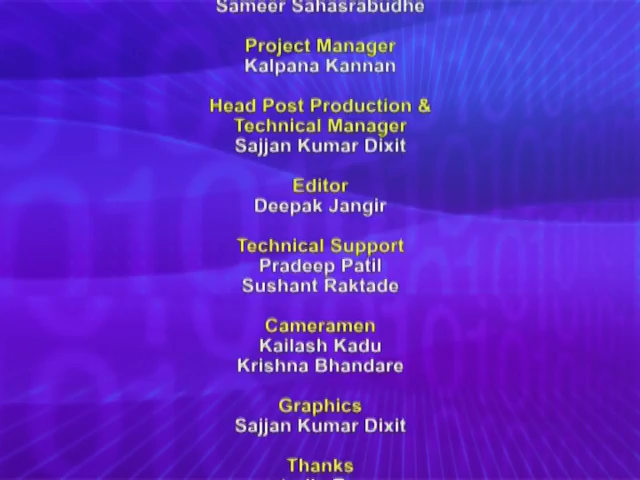 Sameer Sahasrabudhe
Project Manager
Kalpana Kannan
Head Post Production &
Technical Manager
Sajjan Kumar Dixit
Editor
Deepak Jangir
Technical Support
Pradeep Patil
Sushant Raktade
Cameramen
Kailash Kadu
Krishna Bhandare
Graphics
Sajjan Kumar Dixit
Thanks